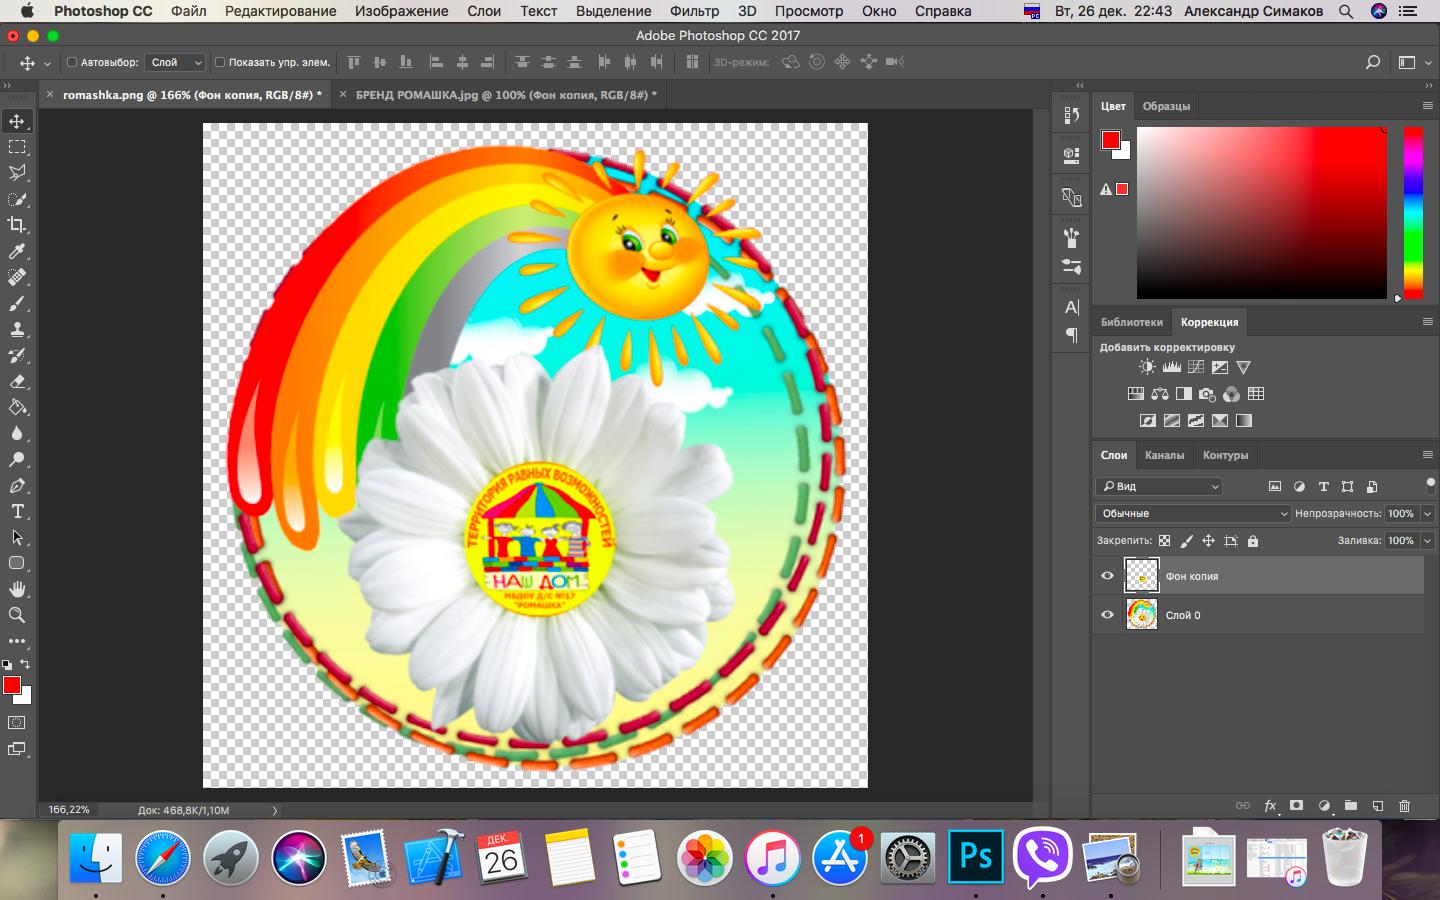 Photoshop CC Файл Редактирование Изображение Слои Текст Выделение Фильтр 3D Просмотр Окно Справка Вт, 26 дек. 22:43 Александр Симаков
Adobe Photoshop CC 2017
Автовыбор: Слой Показать упр. элем. 3D-режим:
romashka.png @ 166% (Фон копия, RGB/8#) * БРЕНД РОМАШКА.jpg @ 100% (Фон копия, RGB/8#) *
Цвет Образцы
Библиотеки Коррекция
Добавить корректировку
Слои Каналы Контуры
Вид
Обычные Непрозрачность: 100%
Закрепить: Заливка: 100%
Фон копия
Слой 0
ТЕРРИТОРИЯ РАВНЫХ ВОЗМОЖНОСТЕЙ
НАШ ДОМ
МБДОУ Д/С №17
"РОМАШКА"
166,22% Док: 468,8K/1,10M
ДЕК.
26
1
Ps